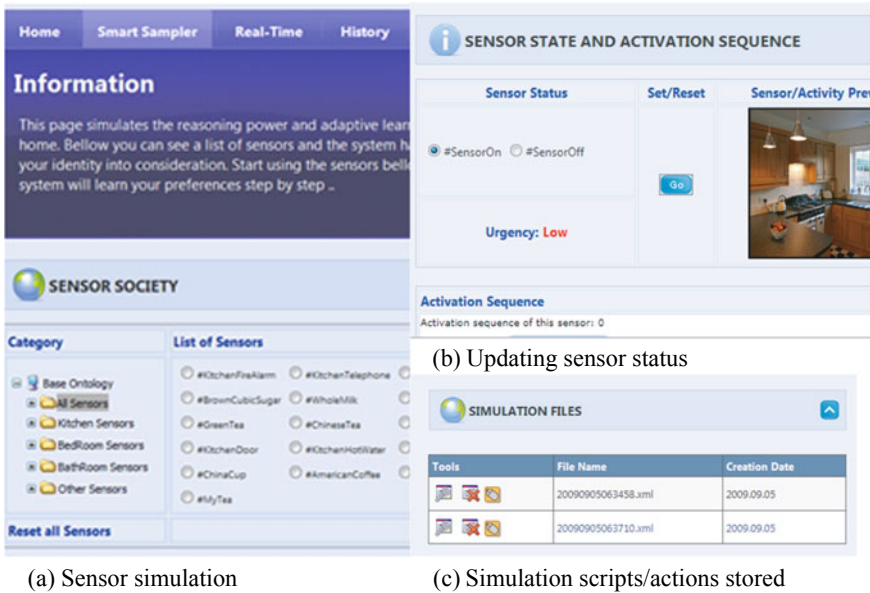 Home Smart Sampler Real-Time History
Information
This page simulates the reasoning power and adaptive lear
home. Bellow you can see a list of sensors and the system h
your identity into consideration. Start using the sensors bell
system will learn your preferences step by step ..
SENSOR SOCIETY
Category List of Sensors
Base Ontology
All Sensors
Kitchen Sensors
BedRoom Sensors
BathRoom Sensors
Other Sensors
#KitchenFireAlarm #KitchenTelephone
#BrownCubicSugar #WholeMilk
#GreenTea #ChineseTea
#KitchenDoor #KitchenHotWater
#ChinaCup #AmericanCoffee
#MyTea
Reset all Sensors
(a) Sensor simulation
SENSOR STATE AND ACTIVATION SEQUENCE
Sensor Status Set/Reset Sensor/Activity Prev
#SensorOn #SensorOff
Go
Urgency: Low
Activation Sequence
Activation sequence of this sensor: 0
(b) Updating sensor status
SIMULATION FILES
Tools File Name Creation Date
20090905063458.xml 2009.09.05
20090905063710.xml 2009.09.05
(c) Simulation scripts/actions stored